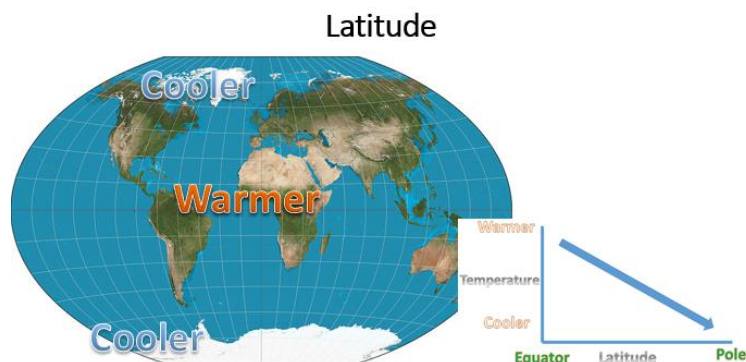 Latitude
Cooler
Warmer
Cooler
Warmer
Temperature
Cooler
Equator Latitude Pole